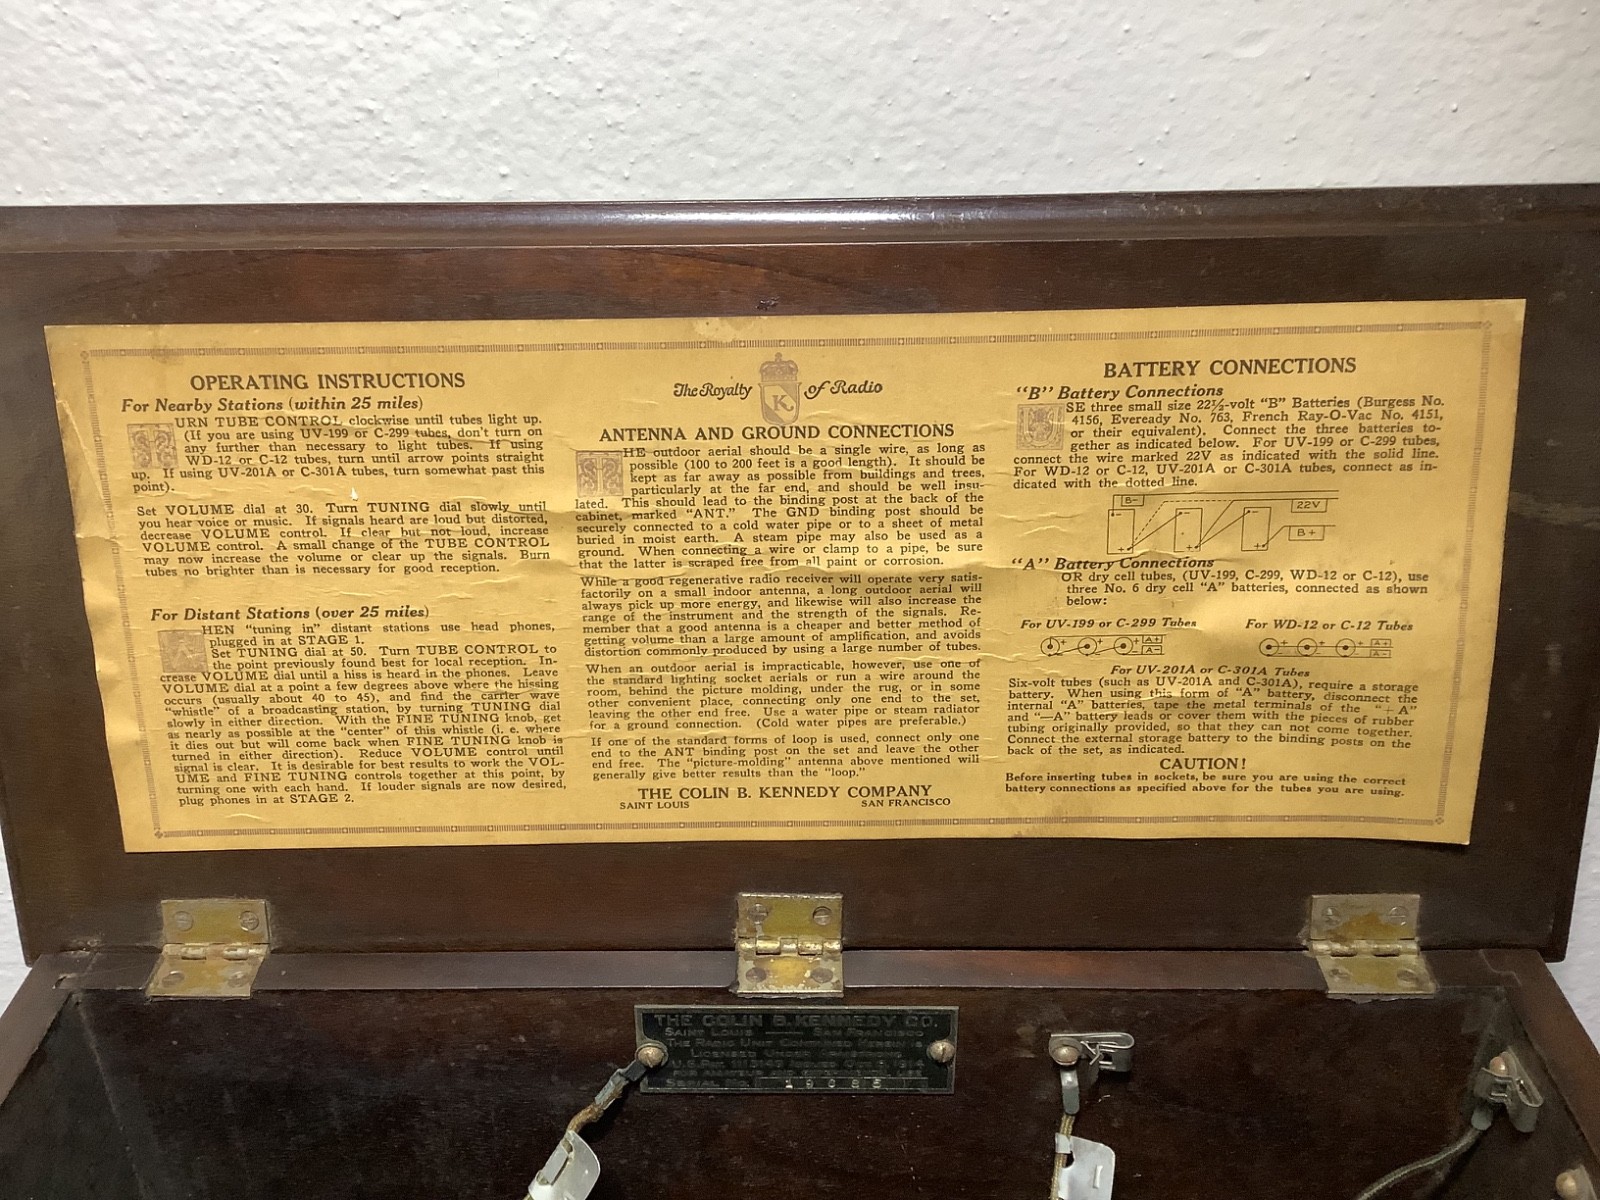 OPERATING INSTRUCTIONS
For Nearby Stations (within 25 miles)
TURN TUBE CONTROL clockwise until tubes light up.
(If you are using UV-199 or C-299 tubes, don't turn on
any further than necessary to light tubes. If using
WD-12 or C-12 tubes, turn until arrow points straight
up. If using UV-201A or C-301A tubes, turn somewhat past this
point).
Set VOLUME dial at 30. Turn TUNING dial slowly until
you hear voice or music. If signals heard are loud but distorted,
decrease VOLUME control. If clear but not loud, increase
VOLUME control. A small change of the TUBE CONTROL
may now increase the volume or clear up the signals. Burn
tubes no brighter than is necessary for good reception.
For Distant Stations (over 25 miles)
WHEN "tuning in" distant stations use head phones,
plugged in at STAGE 1.
Set TUNING dial at 50. Turn TUBE CONTROL to
the point previously found best for local reception. In-
crease VOLUME dial until a hiss is heard in the phones. Leave
VOLUME dial at a point a few degrees above where the hissing
occurs (usually about 40 to 45), and find the carrier wave
"whistle" of a broadcasting station, by turning TUNING dial
slowly in either direction. With the FINE TUNING knob, get
as nearly as possible at the "center" of this whistle (i. e. where
it dies out but will come back when FINE TUNING knob is
turned in either direction) Reduce VOLUME control until
signal is clear. It is desirable for best results to work the VOL-
UME and FINE TUNING controls together at this point, by
turning one with each hand. If louder signals are now desired,
plug phones in at STAGE 2.
The Royalty of Radio
K
ANTENNA AND GROUND CONNECTIONS
THE outdoor aerial should be a single wire, as long as
possible (100 to 200 feet is a good length). It should be
kept as far away as possible from buildings and trees,
particularly at the far end, and should be well insu-
lated. This should lead to the binding post at the back of the
cabinet, marked "ANT." The GND binding post should be
securely connected to a cold water pipe or to a sheet of metal
buried in moist earth. A steam pipe may also be used as a
ground. When connecting a wire or clamp to a pipe, be sure
that the latter is scraped free from all paint or corrosion.
While a good regenerative radio receiver will operate very satis-
factorily on a small indoor antenna, a long outdoor aerial will
always pick up more energy, and likewise will also increase the
range of the instrument and the strength of the signals. Re-
member that a good antenna is a cheaper and better method of
getting volume than a large amount of amplification, and avoids
distortion commonly produced by using a large number of tubes.
When an outdoor aerial is impracticable, however, use one of
the standard lighting socket aerials or run a wire around the
room, behind the picture molding, under the rug, or in some
other convenient place, connecting only one end to the set,
leaving the other end free. Use a water pipe or steam radiator
for a ground connection. (Cold water pipes are preferable.)
If one of the standard forms of loop is used, connect only one
end to the ANT binding post on the set and leave the other
end free. The "picture-molding" antenna above mentioned will
generally give better results than the "loop."
THE COLIN B. KENNEDY COMPANY
SAINT LOUIS SAN FRANCISCO
BATTERY CONNECTIONS
"B" Battery Connections
USE three small size 22½-volt "B" Batteries (Burgess No.
4156, Eveready No. 763, French Ray-O-Vac No. 4151,
or their equivalent). Connect the three batteries to-
gether as indicated below. For UV-199 or C-299 tubes,
connect the wire marked 22V as indicated with the solid line.
For WD-12 or C-12, UV-201A or C-301A tubes, connect as in-
dicated with the dotted line.
B- 22V
B+
"A" Battery Connections
FOR dry cell tubes, (UV-199, C-299, WD-12 or C-12), use
three No. 6 dry cell "A" batteries, connected as shown
below:
For UV-199 or C-299 Tubes For WD-12 or C-12 Tubes
A+ A+
A- A-
For UV-201A or C-301A Tubes
Six-volt tubes (such as UV-201A and C-301A), require a storage
battery. When using this form of "A" battery, disconnect the
internal "A" batteries, tape the metal terminals of the "+A"
and "—A" battery leads or cover them with the pieces of rubber
tubing originally provided, so that they can not come together.
Connect the external storage battery to the binding posts on the
back of the set, as indicated.
CAUTION!
Before inserting tubes in sockets, be sure you are using the correct
battery connections as specified above for the tubes you are using.
THE COLIN B. KENNEDY CO.
SAINT LOUIS SAN FRANCISCO
THE RADIO UNIT CONTAINED HEREIN IS
LICENSED UNDER ARMSTRONG
U.S. PAT. 1113149
FOR AMATEUR AND
SERIAL NO.